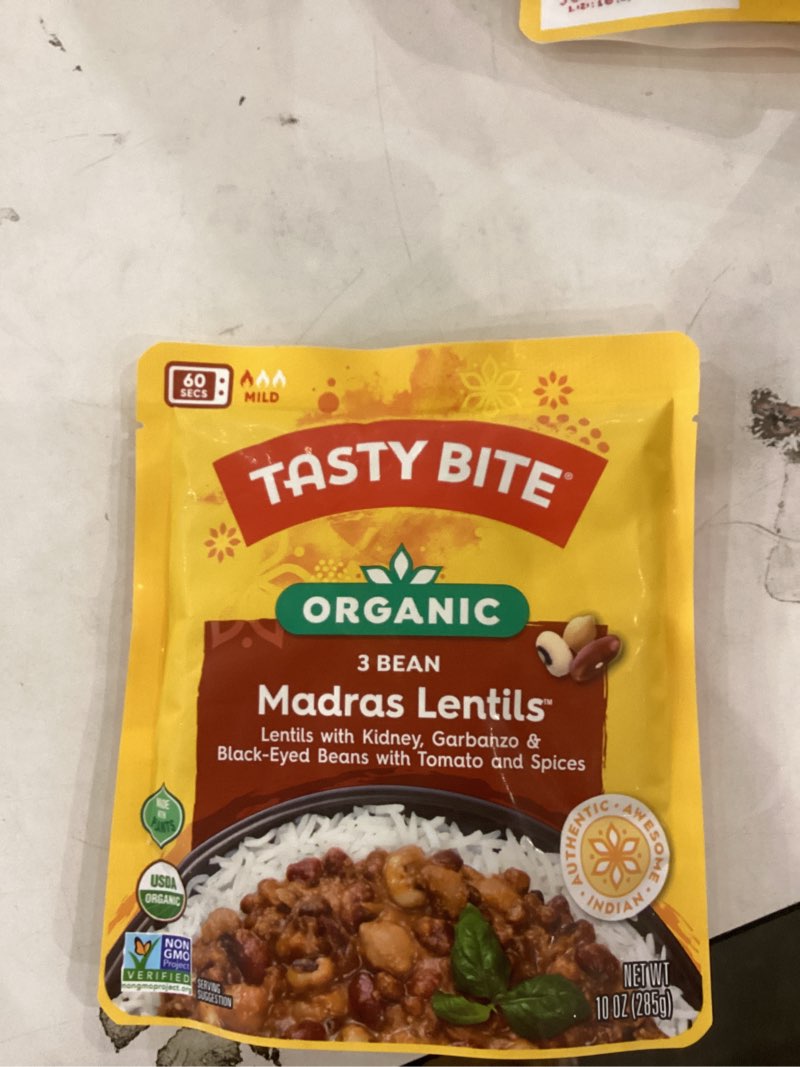 60
SECS
MILD
TASTY BITE®
ORGANIC
3 BEAN
Madras Lentils™
Lentils with Kidney, Garbanzo &
Black-Eyed Beans with Tomato and Spices
MADE
WITH
PLANTS
AUTHENTIC • AWESOME • INDIAN •
USDA
ORGANIC
NON
GMO
Project
VERIFIED
nongmoproject.org
SERVING
SUGGESTION
NET WT
10 OZ (285g)